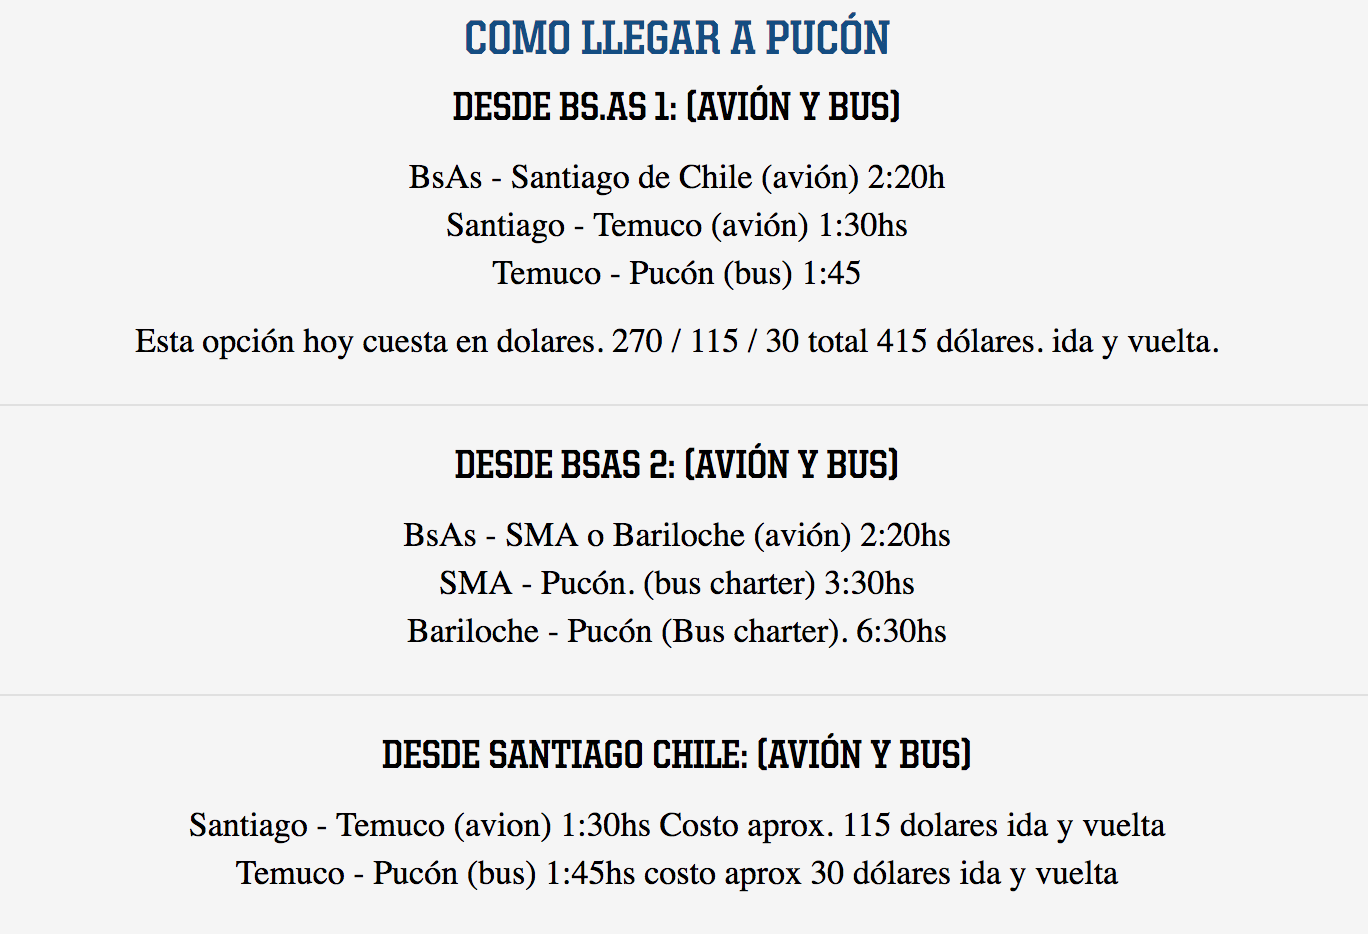 COMO LLEGAR A PUCÓN
DESDE BS.AS 1: (AVIÓN Y BUS)
BsAs - Santiago de Chile (avión) 2:20h
Santiago - Temuco (avión) 1:30hs
Temuco - Pucón (bus) 1:45
Esta opción hoy cuesta en dolares. 270 / 115 / 30 total 415 dólares. ida y vuelta.
DESDE BSAS 2: (AVIÓN Y BUS)
BsAs - SMA o Bariloche (avión) 2:20hs
SMA - Pucón. (bus charter) 3:30hs
Bariloche - Pucón (Bus charter). 6:30hs
DESDE SANTIAGO CHILE: (AVIÓN Y BUS)
Santiago - Temuco (avion) 1:30hs Costo aprox. 115 dolares ida y vuelta
Temuco - Pucón (bus) 1:45hs costo aprox 30 dólares ida y vuelta